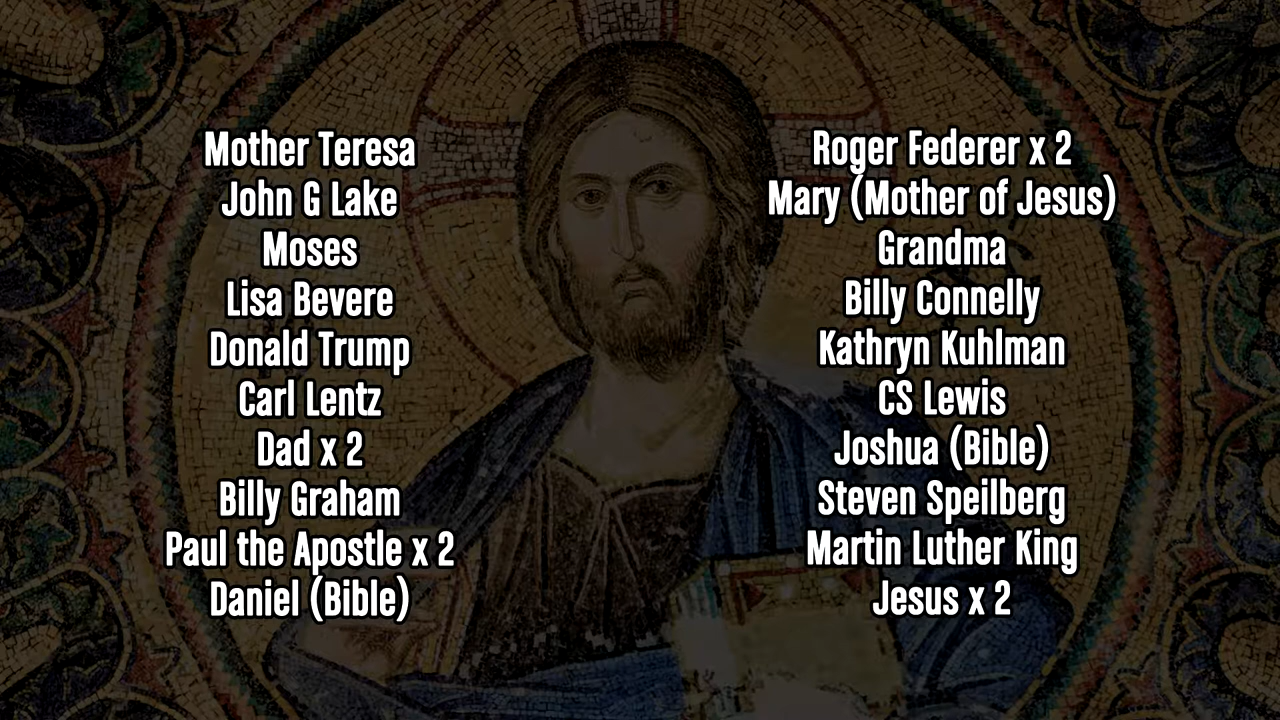 Mother Teresa
John G Lake
Moses
Lisa Bevere
Donald Trump
Carl Lentz
Dad x 2
Billy Graham
Paul the Apostle x 2
Daniel (Bible)
Roger Federer x 2
Mary (Mother of Jesus)
Grandma
Billy Connelly
Kathryn Kuhlman
CS Lewis
Joshua (Bible)
Steven Speilberg
Martin Luther King
Jesus x 2